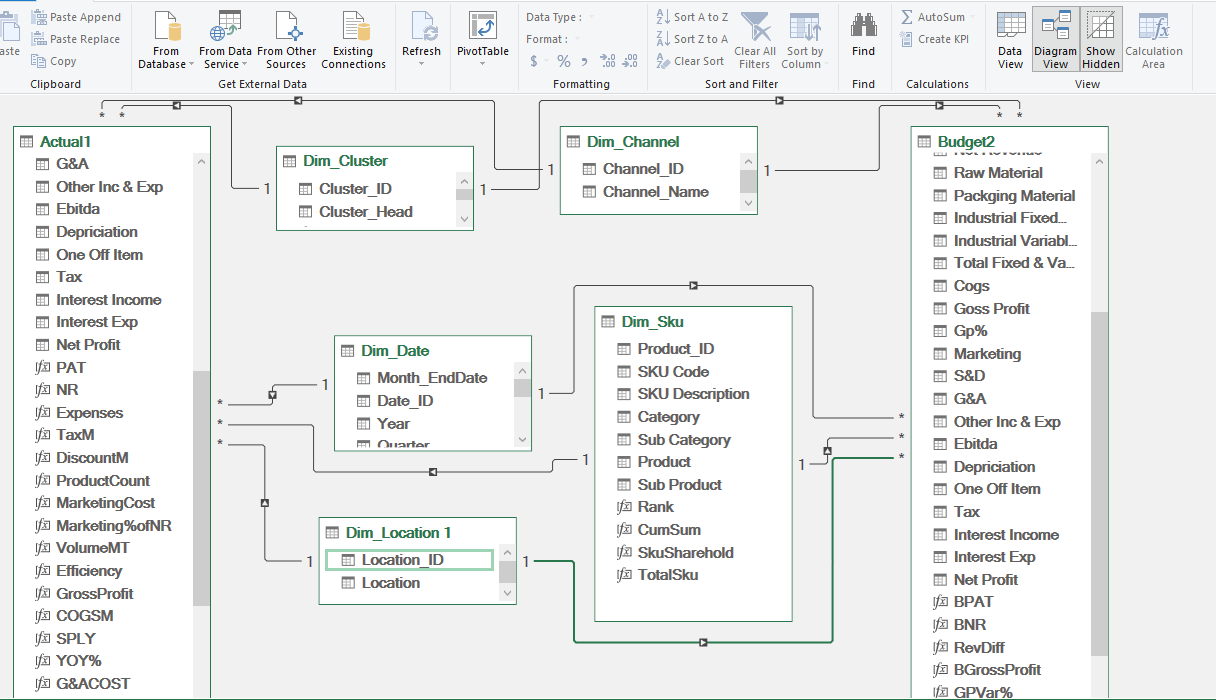 Paste Append
Paste Replace
Copy
aste
Clipboard
From Database
From Data Service
From Other Sources
Existing Connections
Get External Data
Refresh
PivotTable
Data Type :
Format :
$ % ,
Formatting
Sort A to Z
Sort Z to A
Clear Sort
Clear All Filters
Sort by Column
Sort and Filter
Find
Find
AutoSum
Create KPI
Calculations
Data View
Diagram View
Show Hidden
Calculation Area
View
* *
Actual1
G&A
Other Inc & Exp
Ebitda
Depriciation
One Off Item
Tax
Interest Income
Interest Exp
Net Profit
PAT
NR
Expenses
TaxM
DiscountM
ProductCount
MarketingCost
Marketing%ofNR
VolumeMT
Efficiency
GrossProfit
COGSM
SPLY
YOY%
G&ACOST
*
*
*
1
Dim_Cluster
Cluster_ID
Cluster_Head
1
1
Dim_Channel
Channel_ID
Channel_Name
1
1
Dim_Date
Month_EndDate
Date_ID
Year
Quarter
1
1
Dim_Sku
Product_ID
SKU Code
SKU Description
Category
Sub Category
Product
Sub Product
Rank
CumSum
SkuSharehold
TotalSku
1
1
Dim_Location 1
Location_ID
Location
1
* *
Budget2
Net Revenue
Raw Material
Packging Material
Industrial Fixed...
Industrial Variabl...
Total Fixed & Va...
Cogs
Goss Profit
Gp%
Marketing
S&D
G&A
Other Inc & Exp
Ebitda
Depriciation
One Off Item
Tax
Interest Income
Interest Exp
Net Profit
BPAT
BNR
RevDiff
BGrossProfit
GPVar%
*
*
*